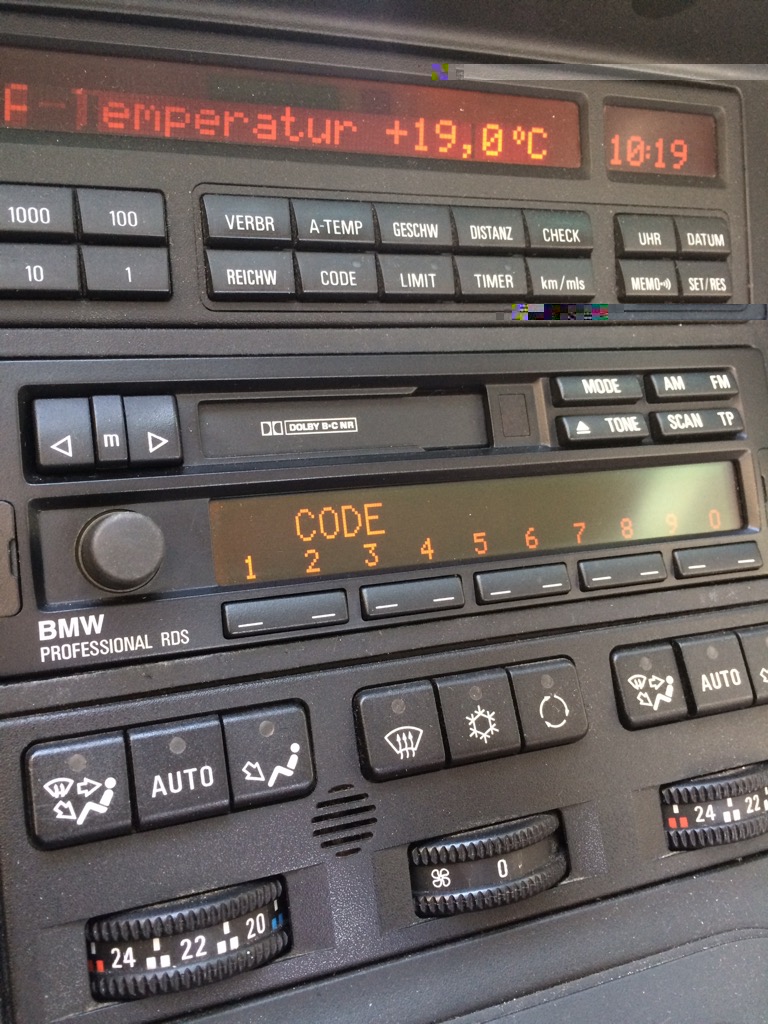 -Temperatur +19,0ºC 10:19
1000 100 VERBR A-TEMP GESCHW DISTANZ CHECK UHR DATUM
10 1 REICHW CODE LIMIT TIMER km/mls MEMO SET/RES
MODE AM FM
m DOLBY B·C NR TONE SCAN TP
CODE
1 2 3 4 5 6 7 8 9 0
BMW
PROFESSIONAL RDS
AUTO AUTO
24 22
0
24 22 20